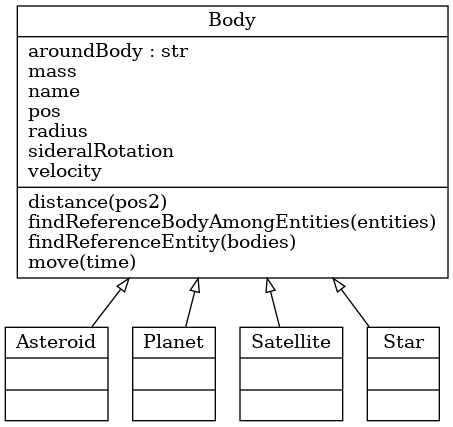 Body
aroundBody : str
mass
name
pos
radius
sideralRotation
velocity
distance(pos2)
findReferenceBodyAmongEntities(entities)
findReferenceEntity(bodies)
move(time)
Asteroid
Planet
Satellite
Star